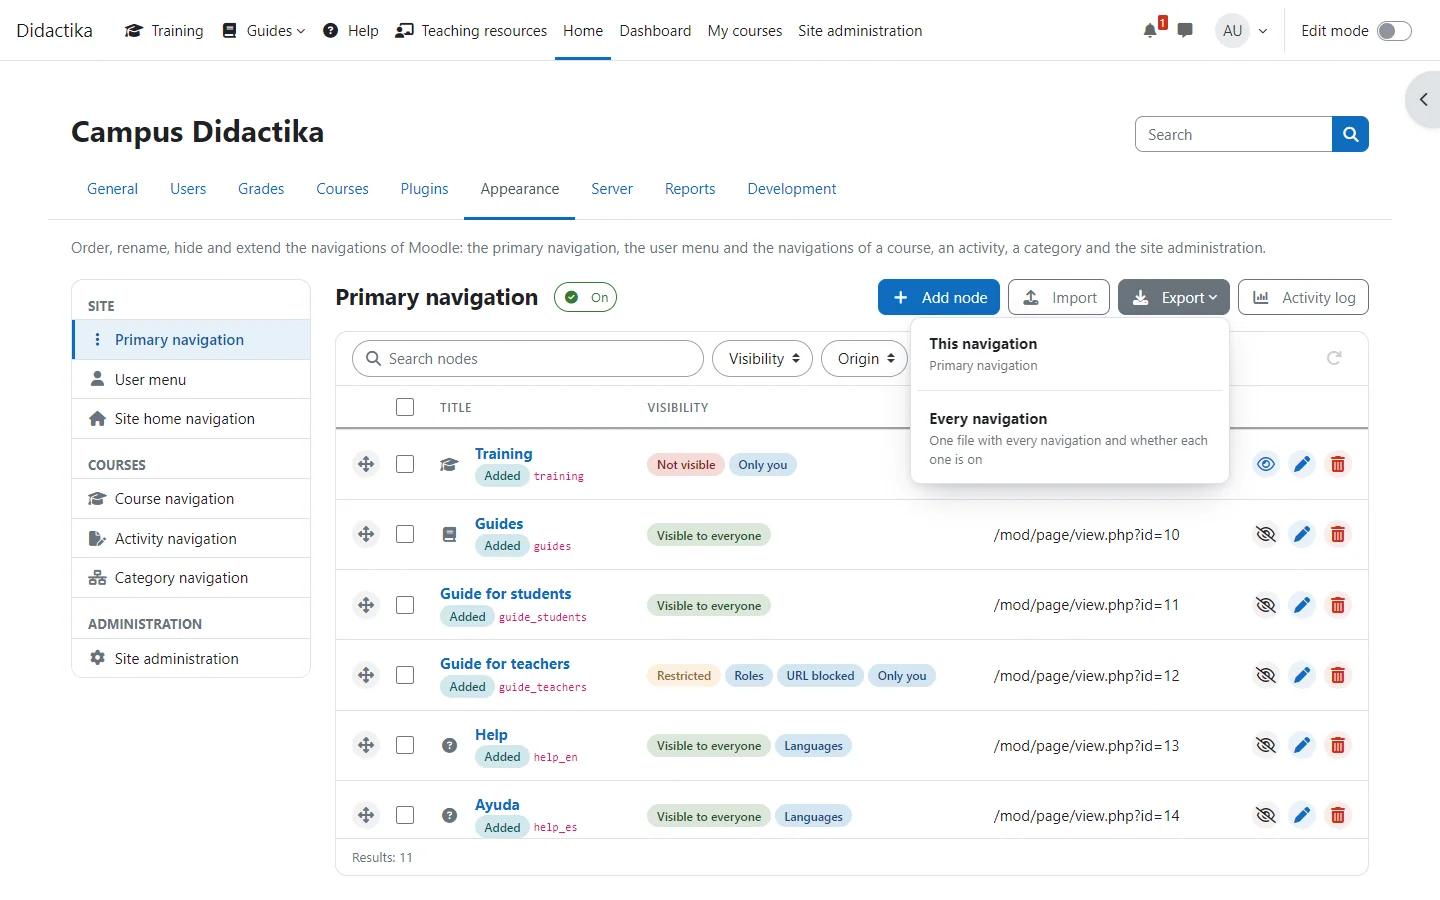 Didactika
Training
Guides
Help
Teaching resources
Home
Dashboard
My courses
Site administration
1
AU
Edit mode
Campus Didactika
Search
General
Users
Grades
Courses
Plugins
Appearance
Server
Reports
Development
Order, rename, hide and extend the navigations of Moodle: the primary navigation, the user menu and the navigations of a course, an activity, a category and the site administration.
SITE
Primary navigation
User menu
Site home navigation
COURSES
Course navigation
Activity navigation
Category navigation
ADMINISTRATION
Site administration
Primary navigation
On
Add node
Import
Export
Activity log
This navigation
Primary navigation
Every navigation
One file with every navigation and whether each
one is on
Search nodes
Visibility
Origin
TITLE
VISIBILITY
Training
Added training
Not visible
Only you
Guides
Added guides
Visible to everyone
/mod/page/view.php?id=10
Guide for students
Added guide_students
Visible to everyone
/mod/page/view.php?id=11
Guide for teachers
Added guide_teachers
Restricted
Roles
URL blocked
Only you
/mod/page/view.php?id=12
Help
Added help_en
Visible to everyone
Languages
/mod/page/view.php?id=13
Ayuda
Added help_es
Visible to everyone
Languages
/mod/page/view.php?id=14
Results: 11